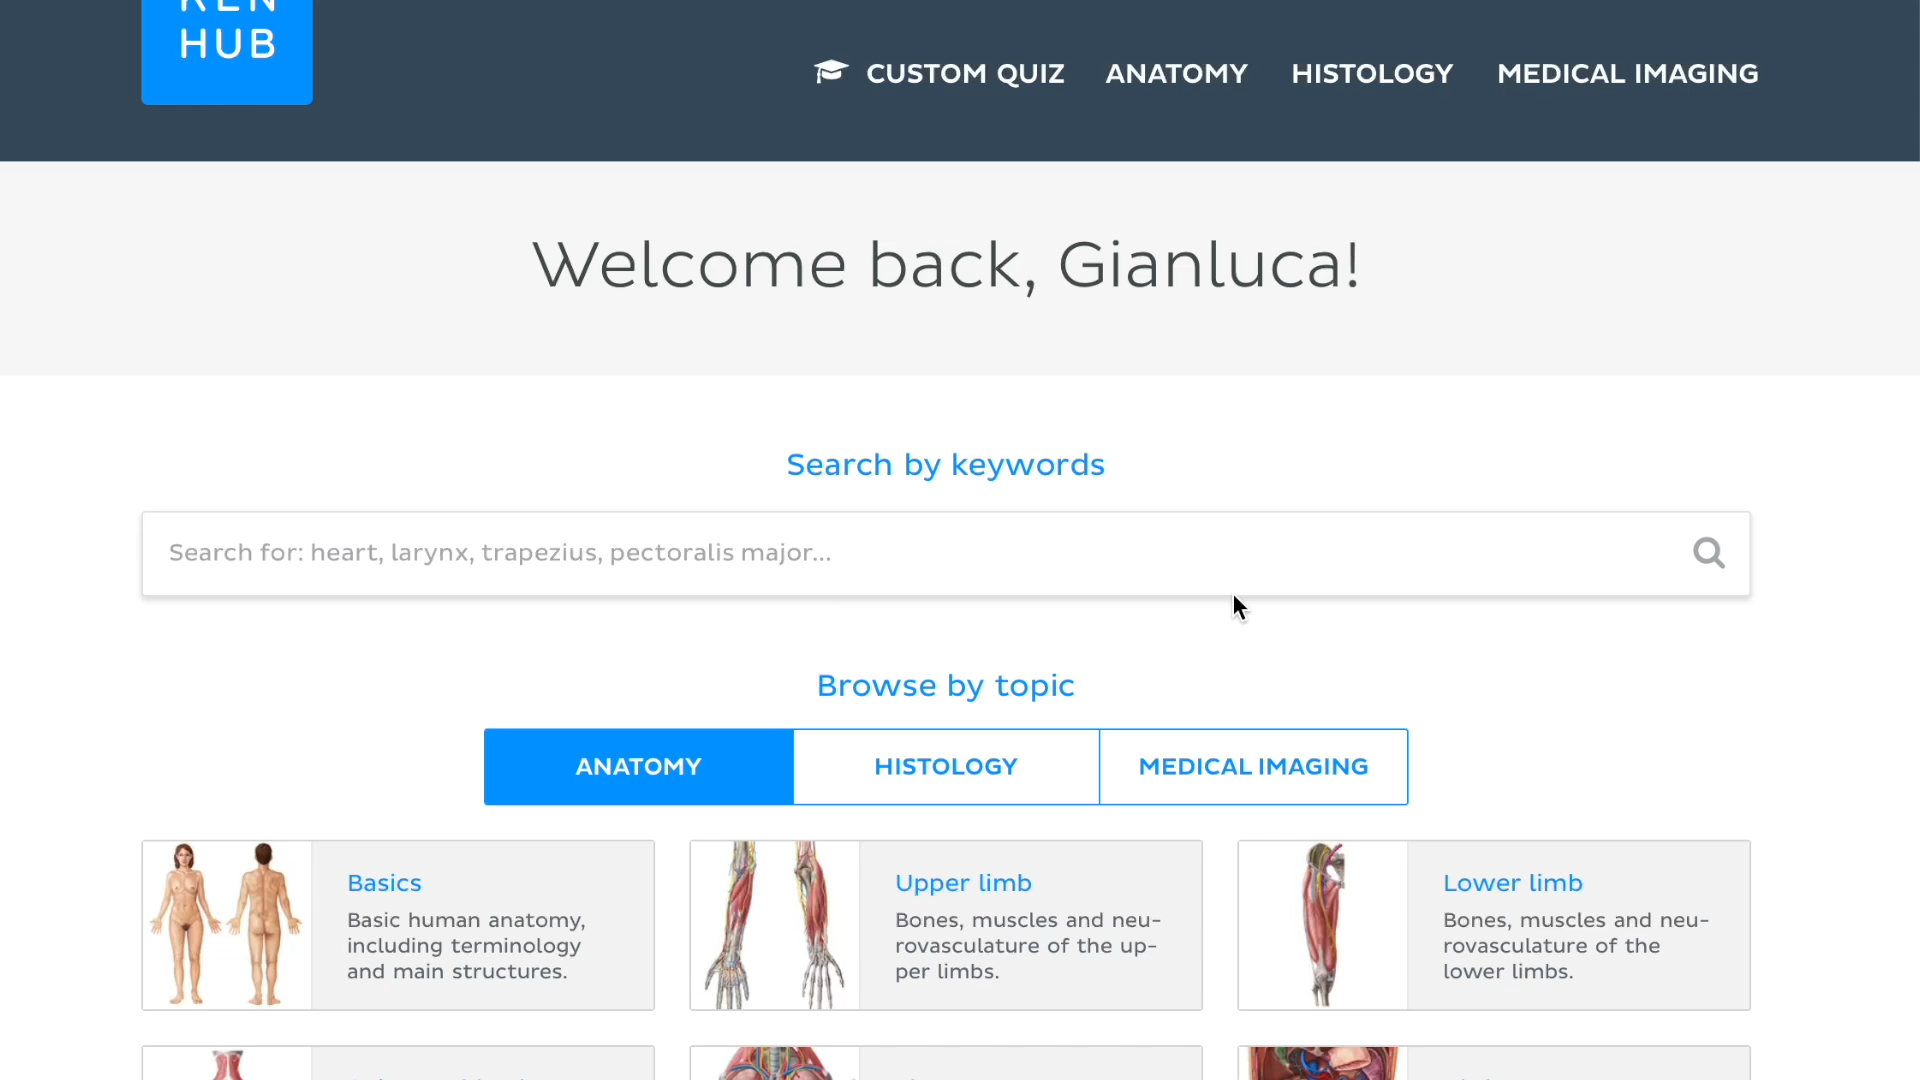 HUB
CUSTOM QUIZ ANATOMY HISTOLOGY MEDICAL IMAGING
Welcome back, Gianluca!
Search by keywords
Search for: heart, larynx, trapezius, pectoralis major...
Browse by topic
ANATOMY HISTOLOGY MEDICAL IMAGING
Basics
Basic human anatomy,
including terminology
and main structures.
Upper limb
Bones, muscles and neu-
rovasculature of the up-
per limbs.
Lower limb
Bones, muscles and neu-
rovasculature of the
lower limbs.